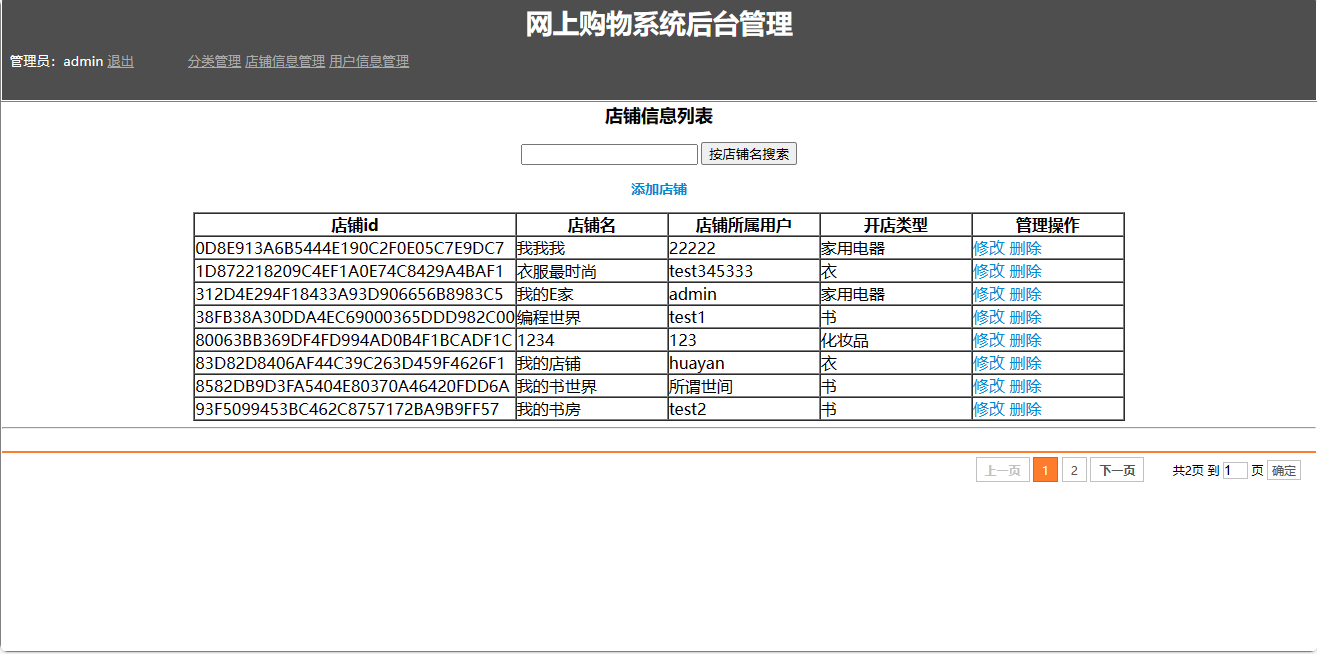 网上购物系统后台管理
管理员：admin 退出 分类管理 店铺信息管理 用户信息管理
店铺信息列表
按店铺名搜索
添加店铺
店铺id 店铺名 店铺所属用户 开店类型 管理操作
0D8E913A6B5444E190C2F0E05C7E9DC7 我我我 22222 家用电器 修改 删除
1D872218209C4EF1A0E74C8429A4BAF1 衣服最时尚 test345333 衣 修改 删除
312D4E294F18433A93D906656B8983C5 我的E家 admin 家用电器 修改 删除
38FB38A30DDA4EC69000365DDD982C00 编程世界 test1 书 修改 删除
80063BB369DF4FD994AD0B4F1BCADF1C 1234 123 化妆品 修改 删除
83D82D8406AF44C39C263D459F4626F1 我的店铺 huayan 衣 修改 删除
8582DB9D3FA5404E80370A46420FDD6A 我的书世界 所谓世间 书 修改 删除
93F5099453BC462C8757172BA9B9FF57 我的书房 test2 书 修改 删除
上一页 1 2 下一页 共2页 到 1 页 确定